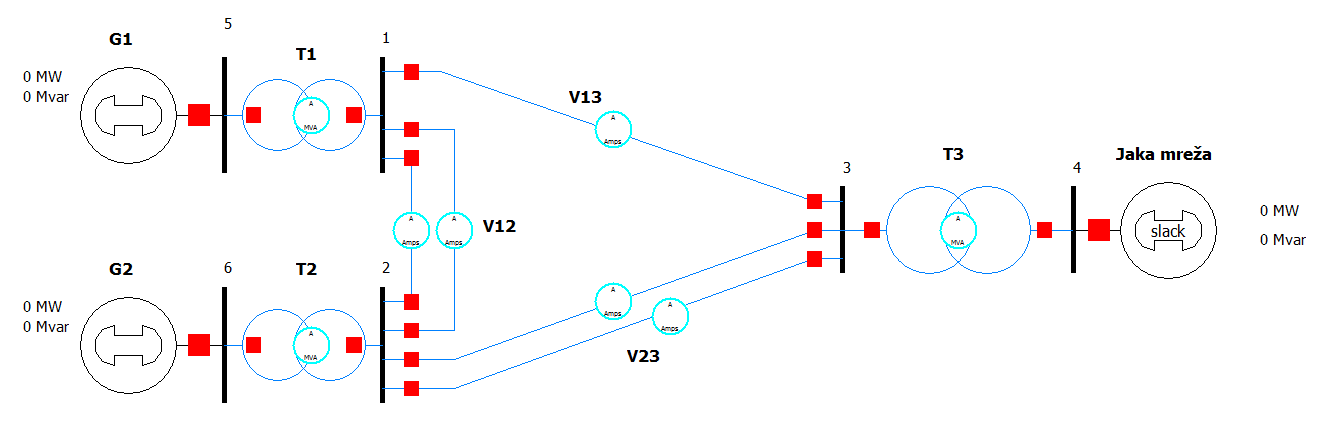 G1
0 MW
0 Mvar
5
T1
A
MVA
1
V13
A
Amps
A
Amps
A
Amps
V12
G2
0 MW
0 Mvar
6
T2
A
MVA
2
A
Amps
A
Amps
V23
3
T3
A
MVA
4
Jaka mreža
slack
0 MW
0 Mvar